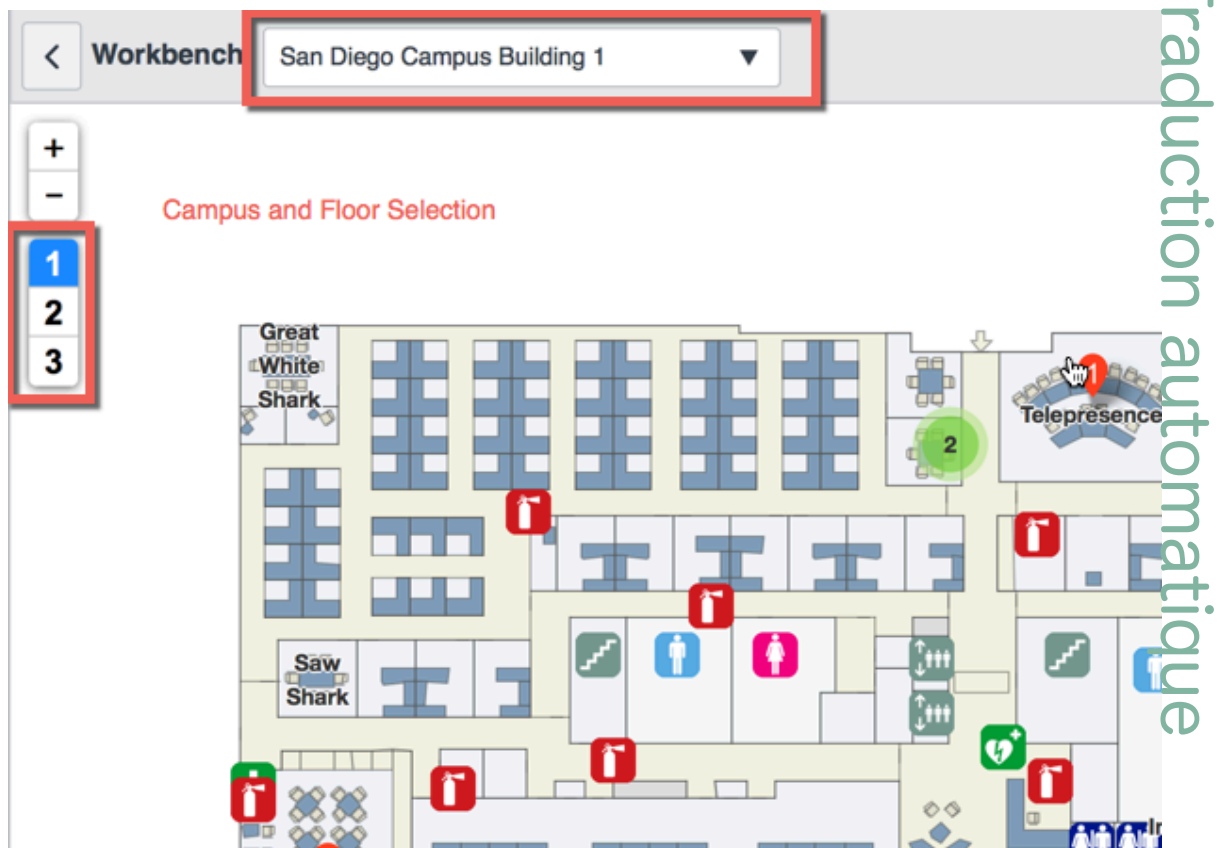 Workbench
San Diego Campus Building 1
+
−
Campus and Floor Selection
1
2
3
Great
White
Shark
1
Telepresence
2
Saw
Shark
Traduction automatique